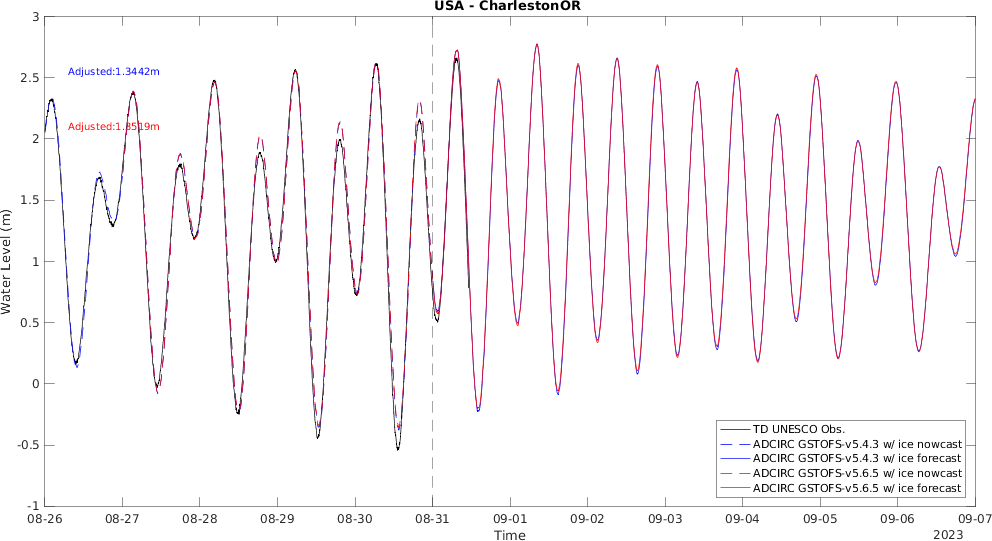 USA - CharlestonOR
3
2.5
2
1.5
1
0.5
0
-0.5
-1
Water Level (m)
Adjusted:1.3442m
Adjusted:1.3519m
TD UNESCO Obs.
ADCIRC GSTOFS-v5.4.3 w/ ice nowcast
ADCIRC GSTOFS-v5.4.3 w/ ice forecast
ADCIRC GSTOFS-v5.6.5 w/ ice nowcast
ADCIRC GSTOFS-v5.6.5 w/ ice forecast
08-26 08-27 08-28 08-29 08-30 08-31 09-01 09-02 09-03 09-04 09-05 09-06 09-07
Time
2023